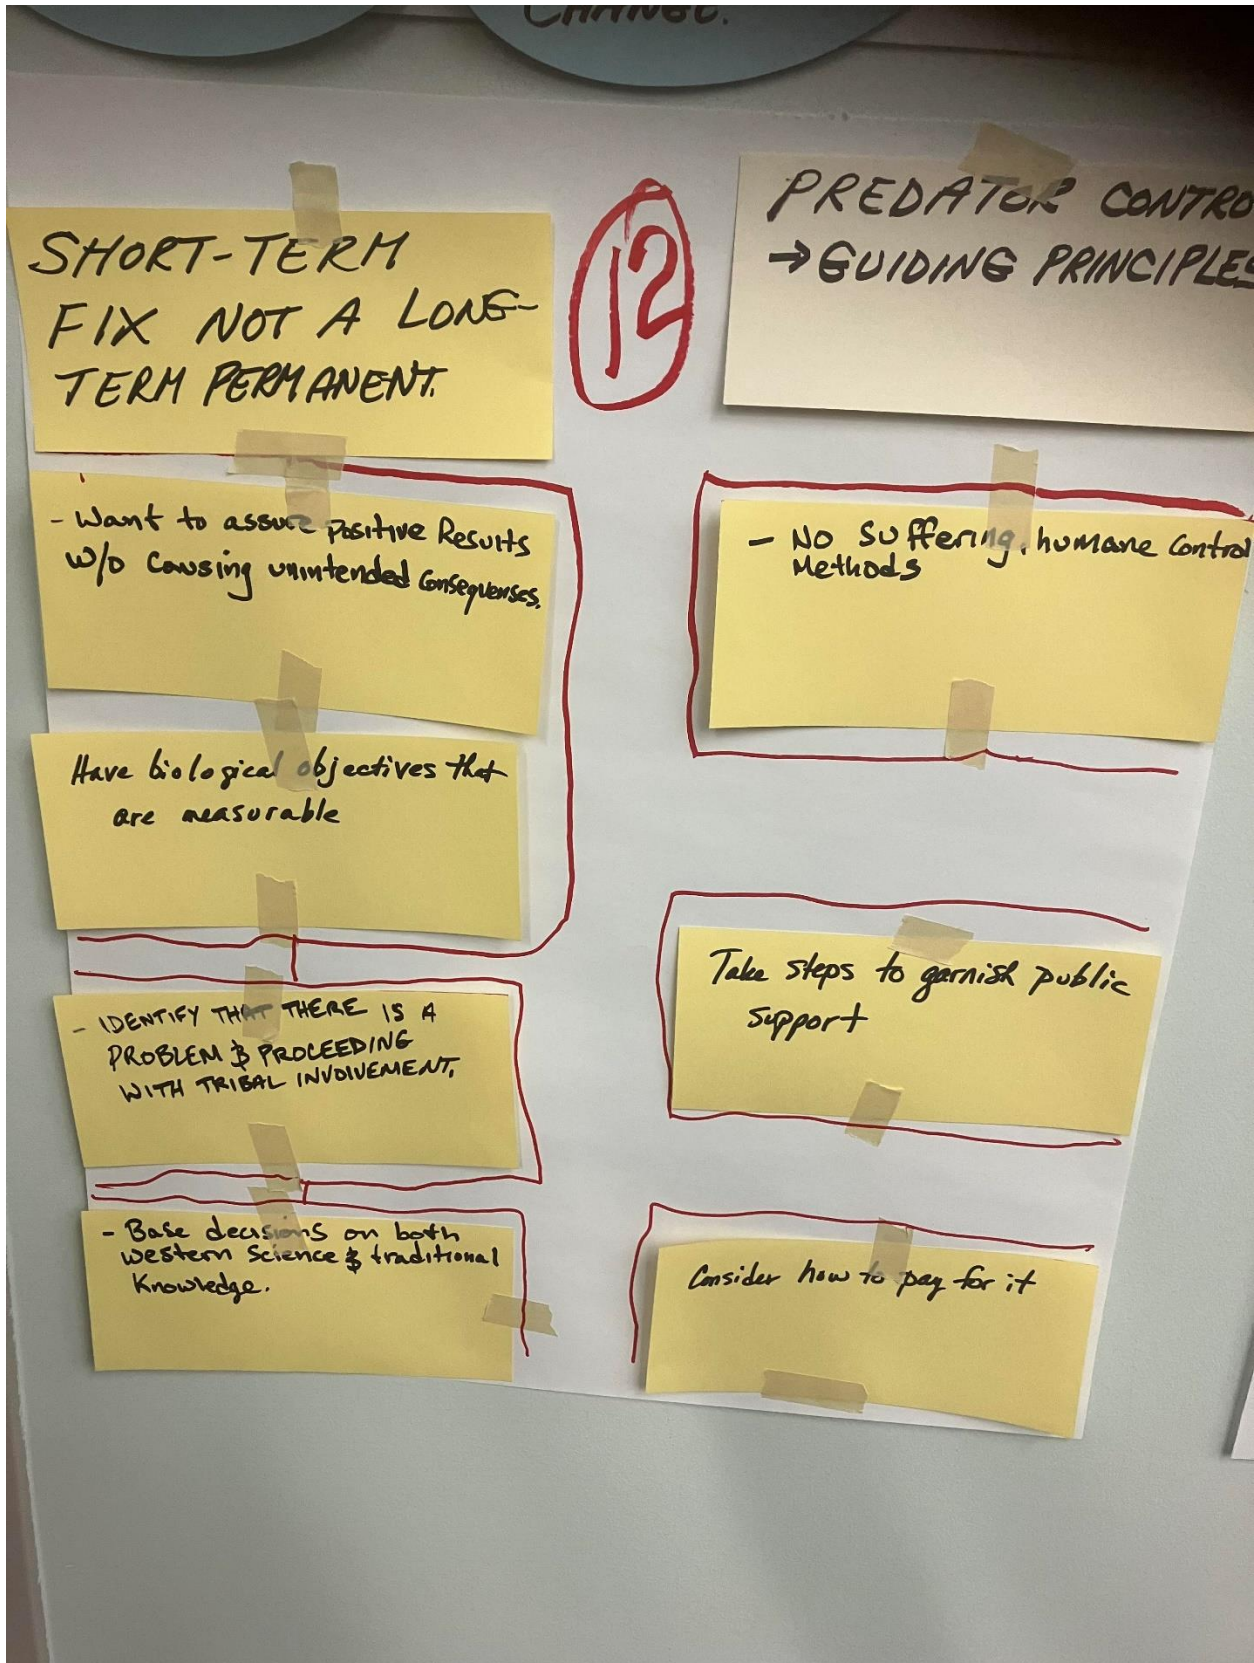 CHANGE.
SHORT-TERM
FIX NOT A LONG-
TERM PERMANENT.
12
PREDATOR CONTRO
→ GUIDING PRINCIPLES
- Want to assure positive Results
w/o Causing unintended Consequenses.
Have biological objectives that
are measurable
- IDENTIFY THAT THERE IS A
PROBLEM & PROCEEDING
WITH TRIBAL INVOLVEMENT.
- Base decisions on both
western Science & traditional
Knowledge.
- No Suffering, humane Control
Methods
Take steps to garnish public
support
Consider how to pay for it